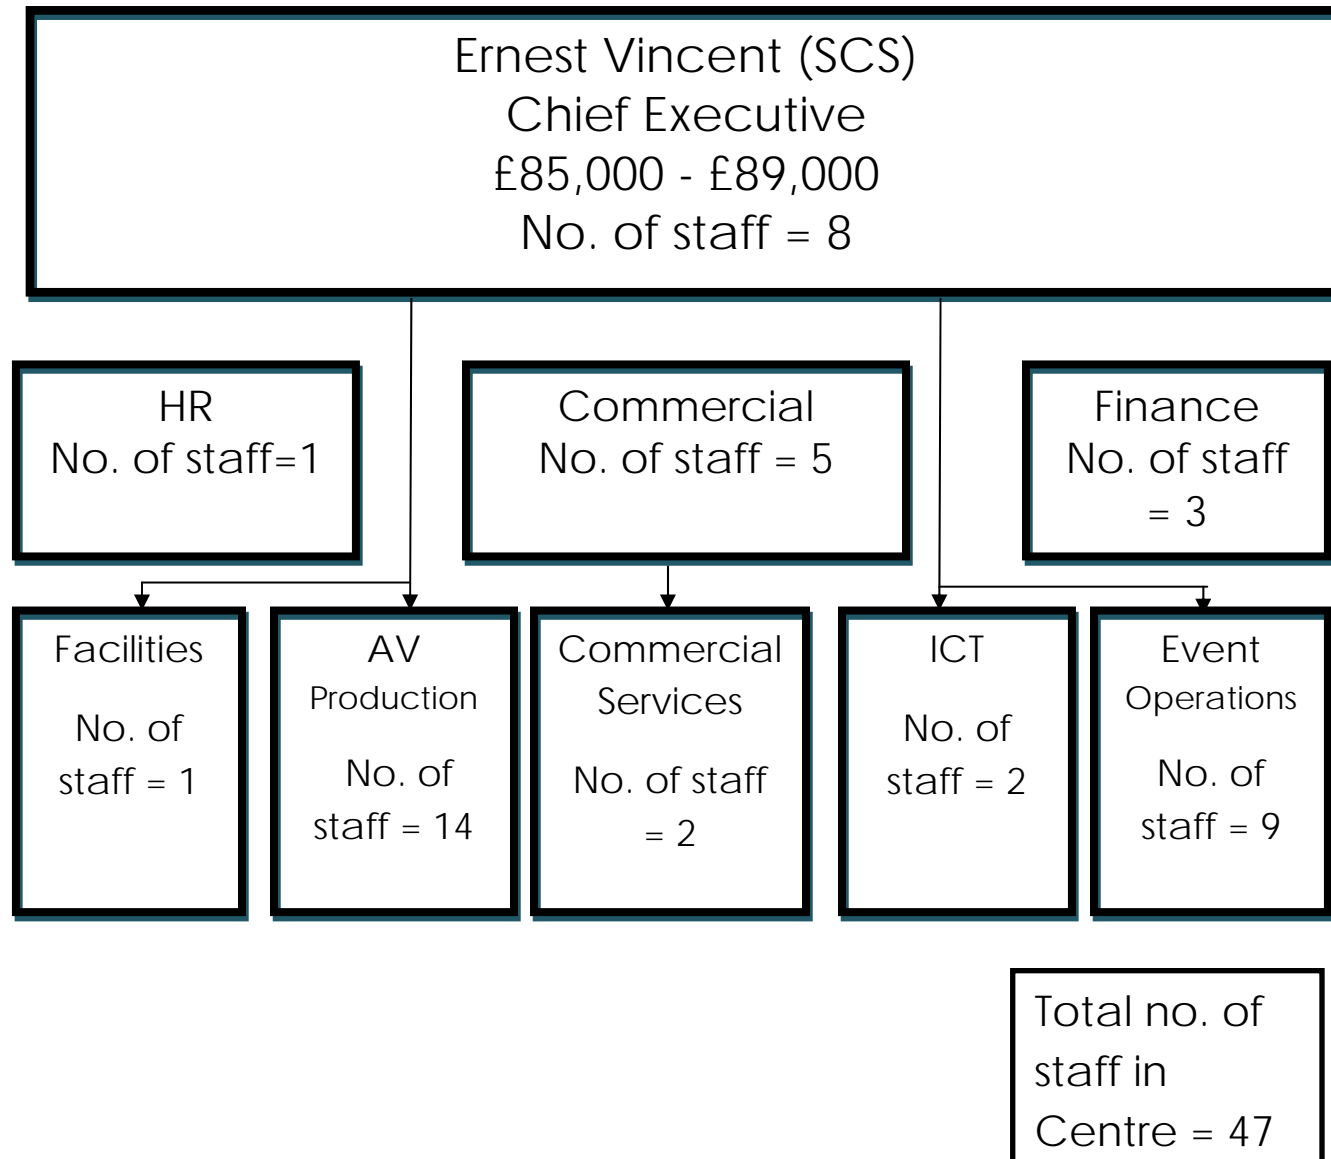 Ernest Vincent (SCS)
Chief Executive
£85,000 - £89,000
No. of staff = 8
HR
No. of staff=1
Commercial
No. of staff = 5
Finance
No. of staff
= 3
Facilities
No. of
staff = 1
AV
Production
No. of
staff = 14
Commercial
Services
No. of staff
= 2
ICT
No. of
staff = 2
Event
Operations
No. of
staff = 9
Total no. of
staff in
Centre = 47